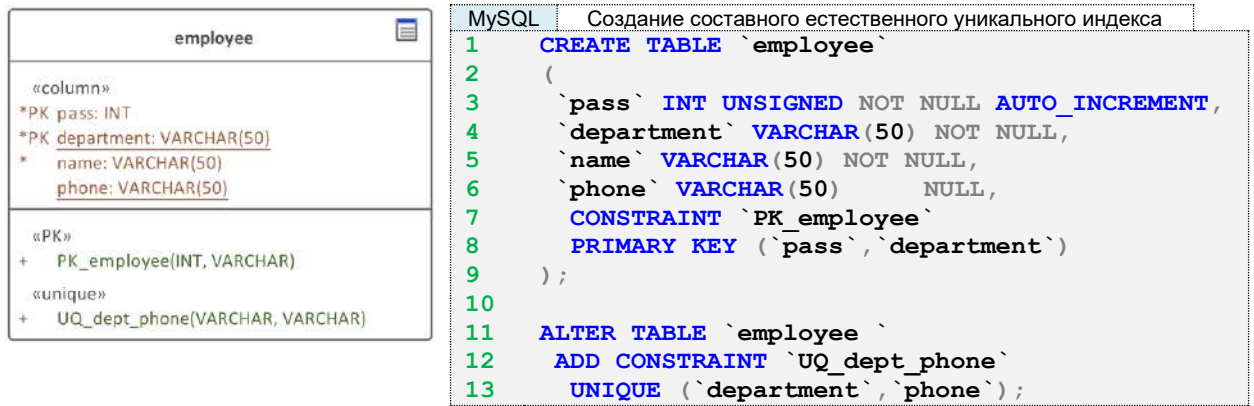 employee
«column»
*PK pass: INT
*PK department: VARCHAR(50)
* name: VARCHAR(50)
phone: VARCHAR(50)
«PK»
+ PK_employee(INT, VARCHAR)
«unique»
+ UQ_dept_phone(VARCHAR, VARCHAR)
MySQL Создание составного естественного уникального индекса
1 CREATE TABLE `employee`
2 (
3 `pass` INT UNSIGNED NOT NULL AUTO_INCREMENT,
4 `department` VARCHAR(50) NOT NULL,
5 `name` VARCHAR(50) NOT NULL,
6 `phone` VARCHAR(50) NULL,
7 CONSTRAINT `PK_employee`
8 PRIMARY KEY (`pass`,`department`)
9 );
10
11 ALTER TABLE `employee `
12 ADD CONSTRAINT `UQ_dept_phone`
13 UNIQUE (`department`,`phone`);